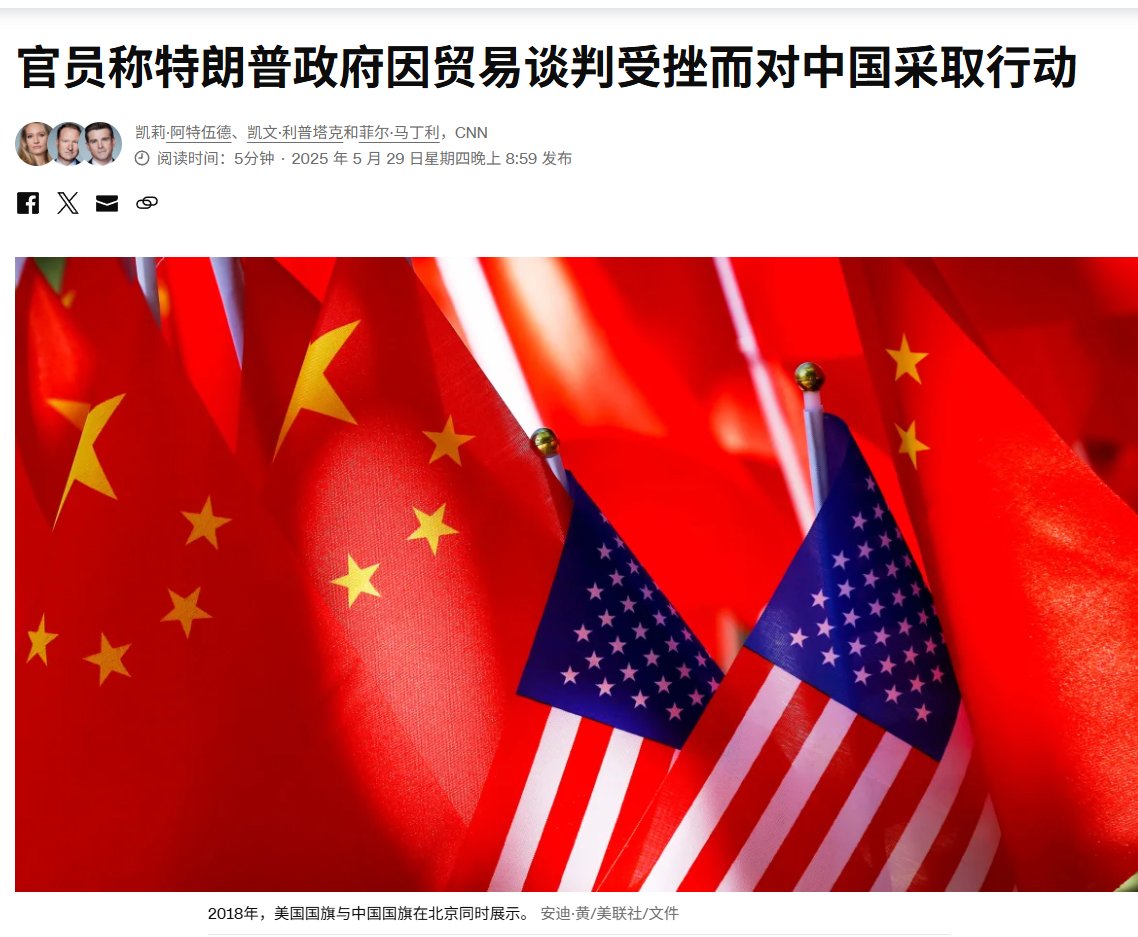 官员称特朗普政府因贸易谈判受挫而对中国采取行动
凯莉·阿特伍德、凯文·利普塔克和菲尔·马丁利，CNN
阅读时间：5分钟 · 2025 年 5 月 29 日星期四晚上 8:59 发布
2018年，美国国旗与中国国旗在北京同时展示。 安迪·黄/美联社/文件